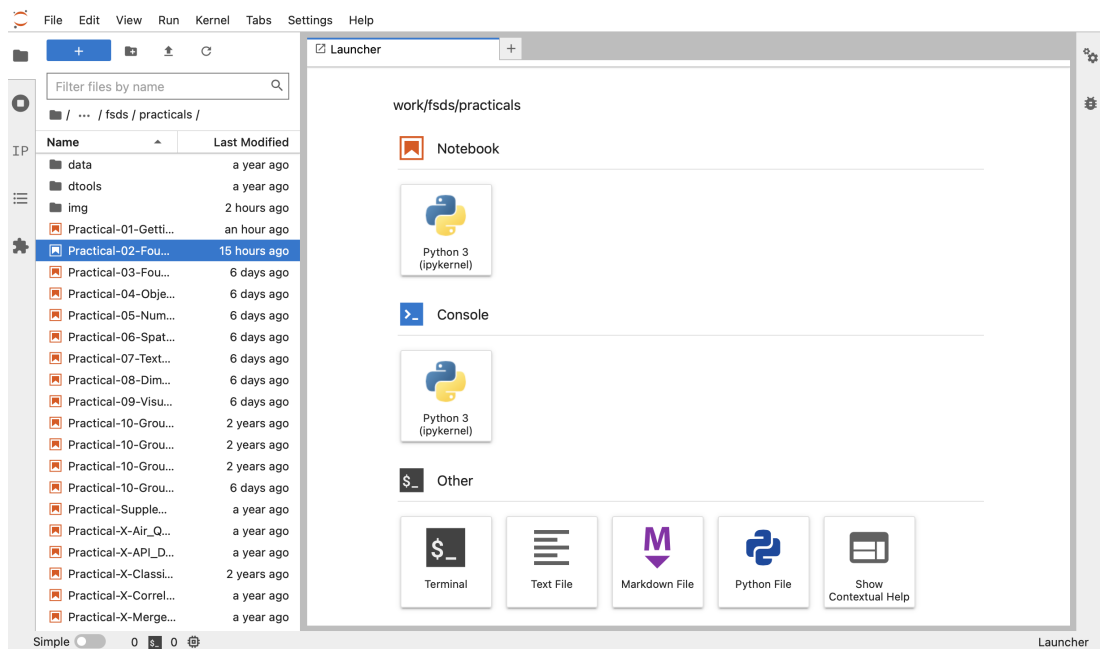 File Edit View Run Kernel Tabs Settings Help
Filter files by name
/ ... / fsds / practicals /
Name Last Modified
data a year ago
dtools a year ago
img 2 hours ago
Practical-01-Getti... an hour ago
Practical-02-Fou... 15 hours ago
Practical-03-Fou... 6 days ago
Practical-04-Obje... 6 days ago
Practical-05-Num... 6 days ago
Practical-06-Spat... 6 days ago
Practical-07-Text... 6 days ago
Practical-08-Dim... 6 days ago
Practical-09-Visu... 6 days ago
Practical-10-Grou... 2 years ago
Practical-10-Grou... 2 years ago
Practical-10-Grou... 2 years ago
Practical-10-Grou... 6 days ago
Practical-Supple... a year ago
Practical-X-Air_Q... a year ago
Practical-X-API_D... a year ago
Practical-X-Classi... 2 years ago
Practical-X-Correl... a year ago
Practical-X-Merge... a year ago
IP
Launcher
work/fsds/practicals
Notebook
Python 3
(ipykernel)
>_ Console
Python 3
(ipykernel)
$_ Other
$_
Terminal
Text File
M
Markdown File
Python File
Show
Contextual Help
Simple 0 $_ 0 Launcher